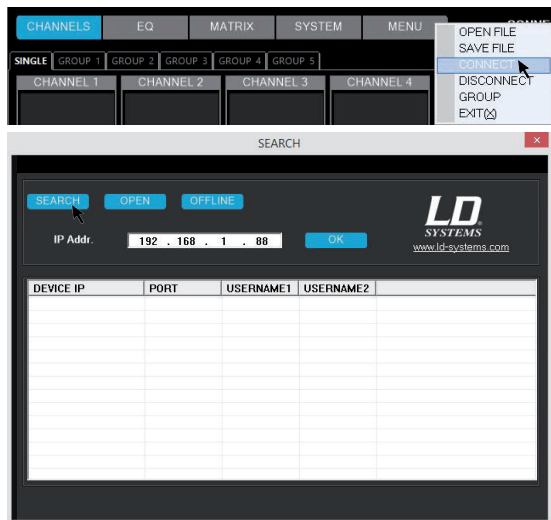 CHANNELS EQ MATRIX SYSTEM MENU
OPEN FILE
SAVE FILE
CONNECT
DISCONNECT
GROUP
EXIT(X)
SINGLE GROUP 1 GROUP 2 GROUP 3 GROUP 4 GROUP 5
CHANNEL 1 CHANNEL 2 CHANNEL 3 CHANNEL 4
SEARCH
SEARCH OPEN OFFLINE
LD
SYSTEMS
www.ld-systems.com
IP Addr. 192 . 168 . 1 . 88 OK
DEVICE IP PORT USERNAME1 USERNAME2